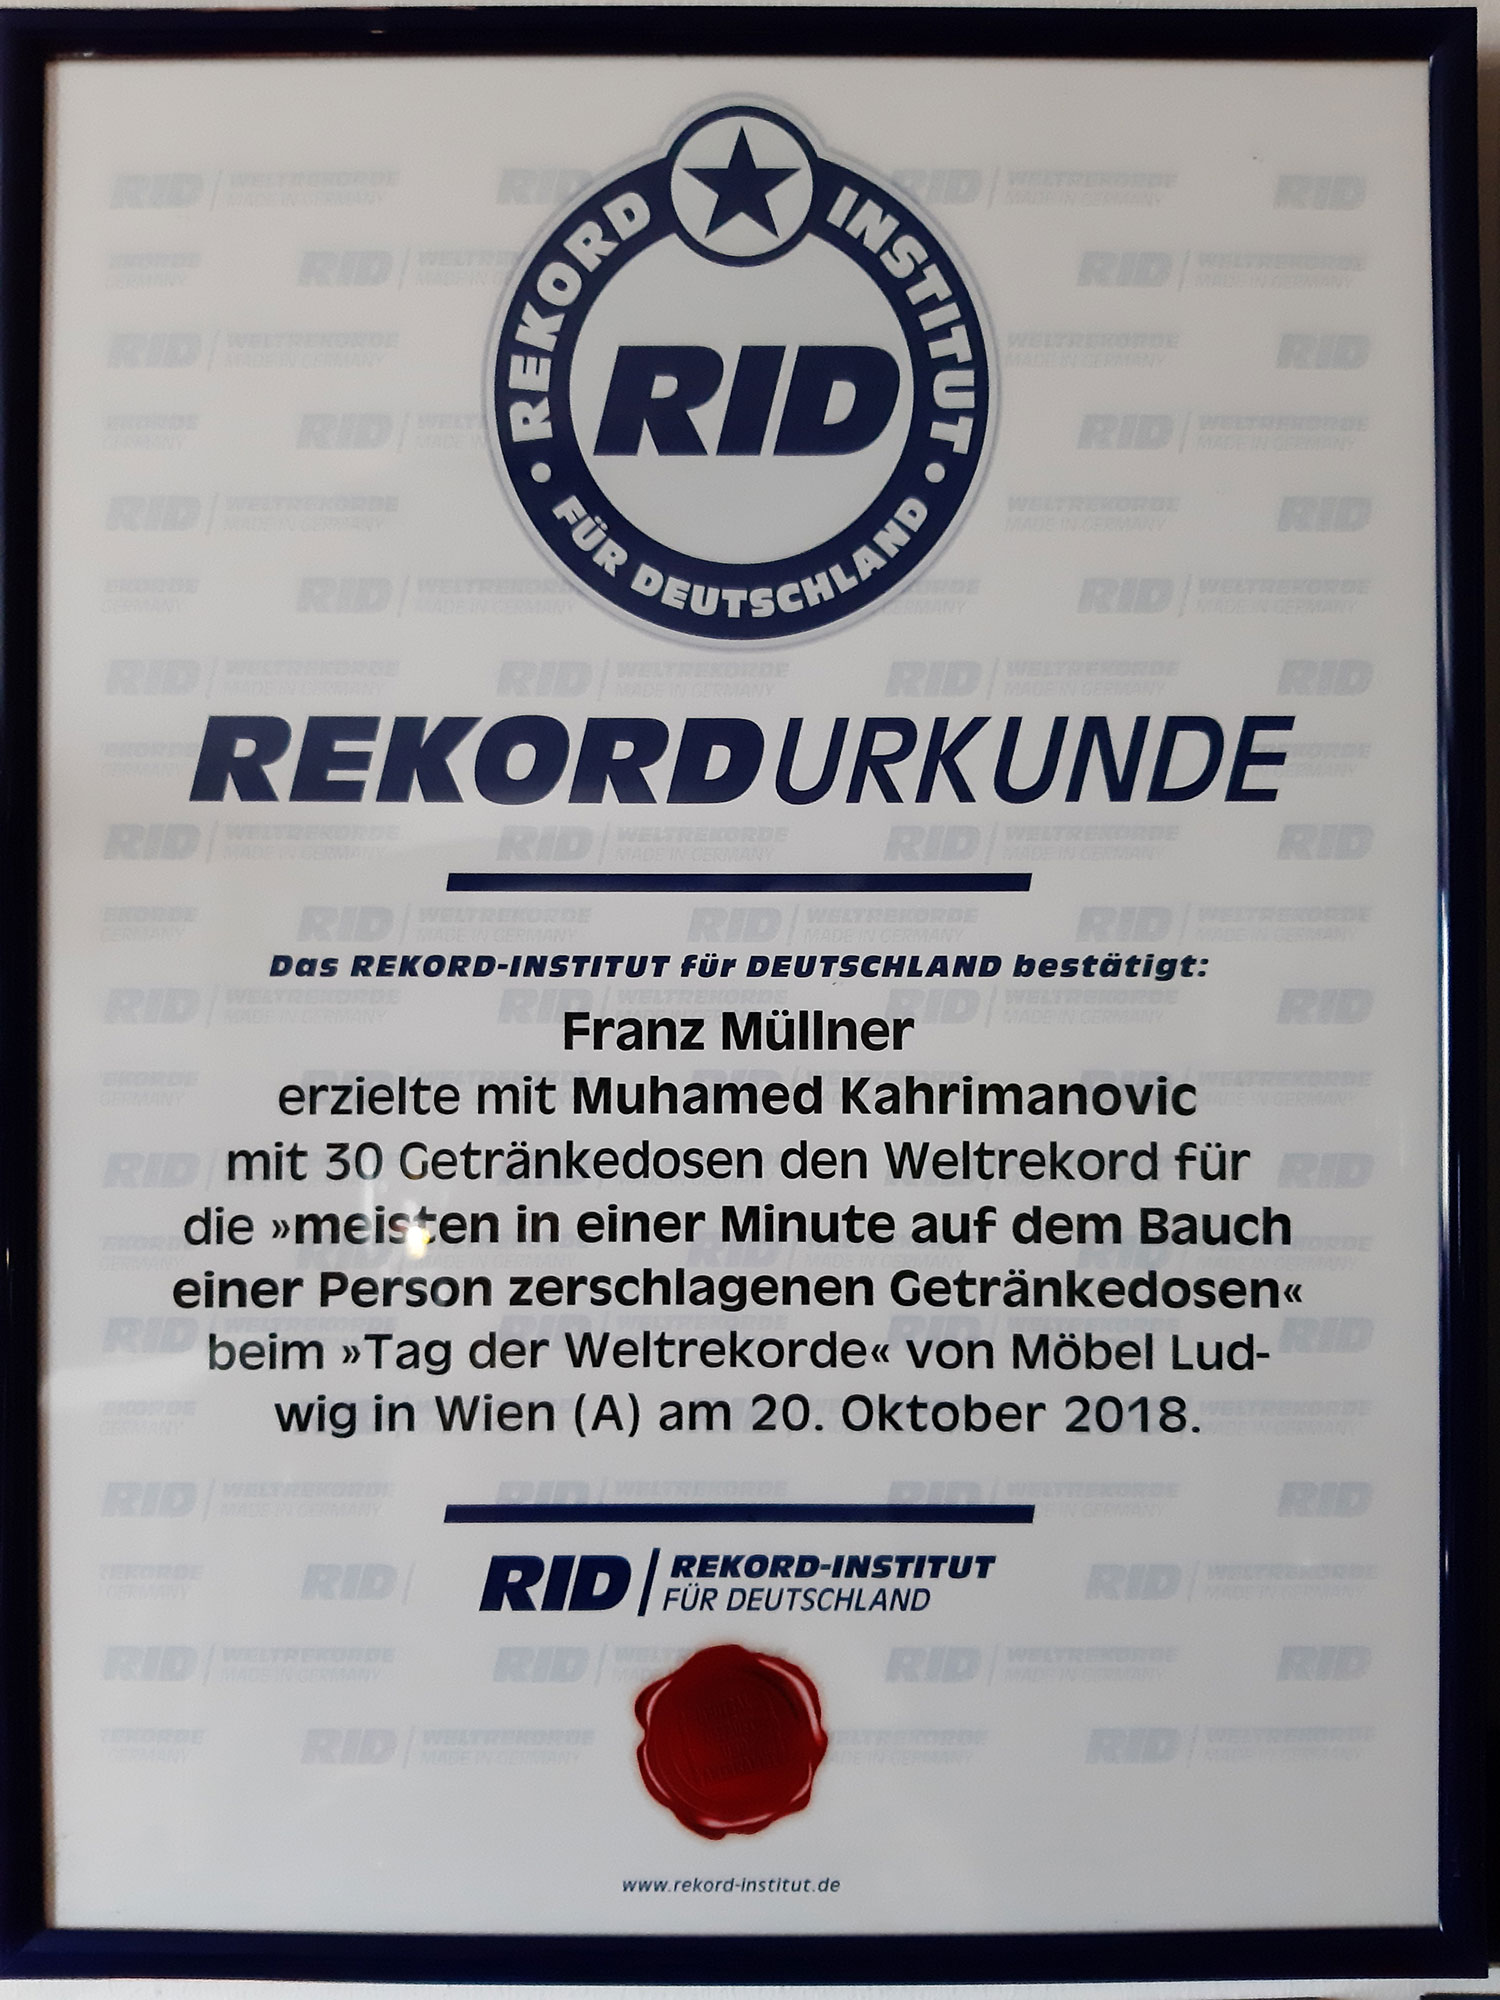 REKORD INSTITUT
RID
FÜR DEUTSCHLAND
REKORDURKUNDE
Das REKORD-INSTITUT für DEUTSCHLAND bestätigt:
Franz Müllner
erzielte mit Muhamed Kahrimanovic
mit 30 Getränkedosen den Weltrekord für
die »meisten in einer Minute auf dem Bauch
einer Person zerschlagenen Getränkedosen«
beim »Tag der Weltrekorde« von Möbel Lud-
wig in Wien (A) am 20. Oktober 2018.
RID REKORD-INSTITUT
FÜR DEUTSCHLAND
www.rekord-institut.de